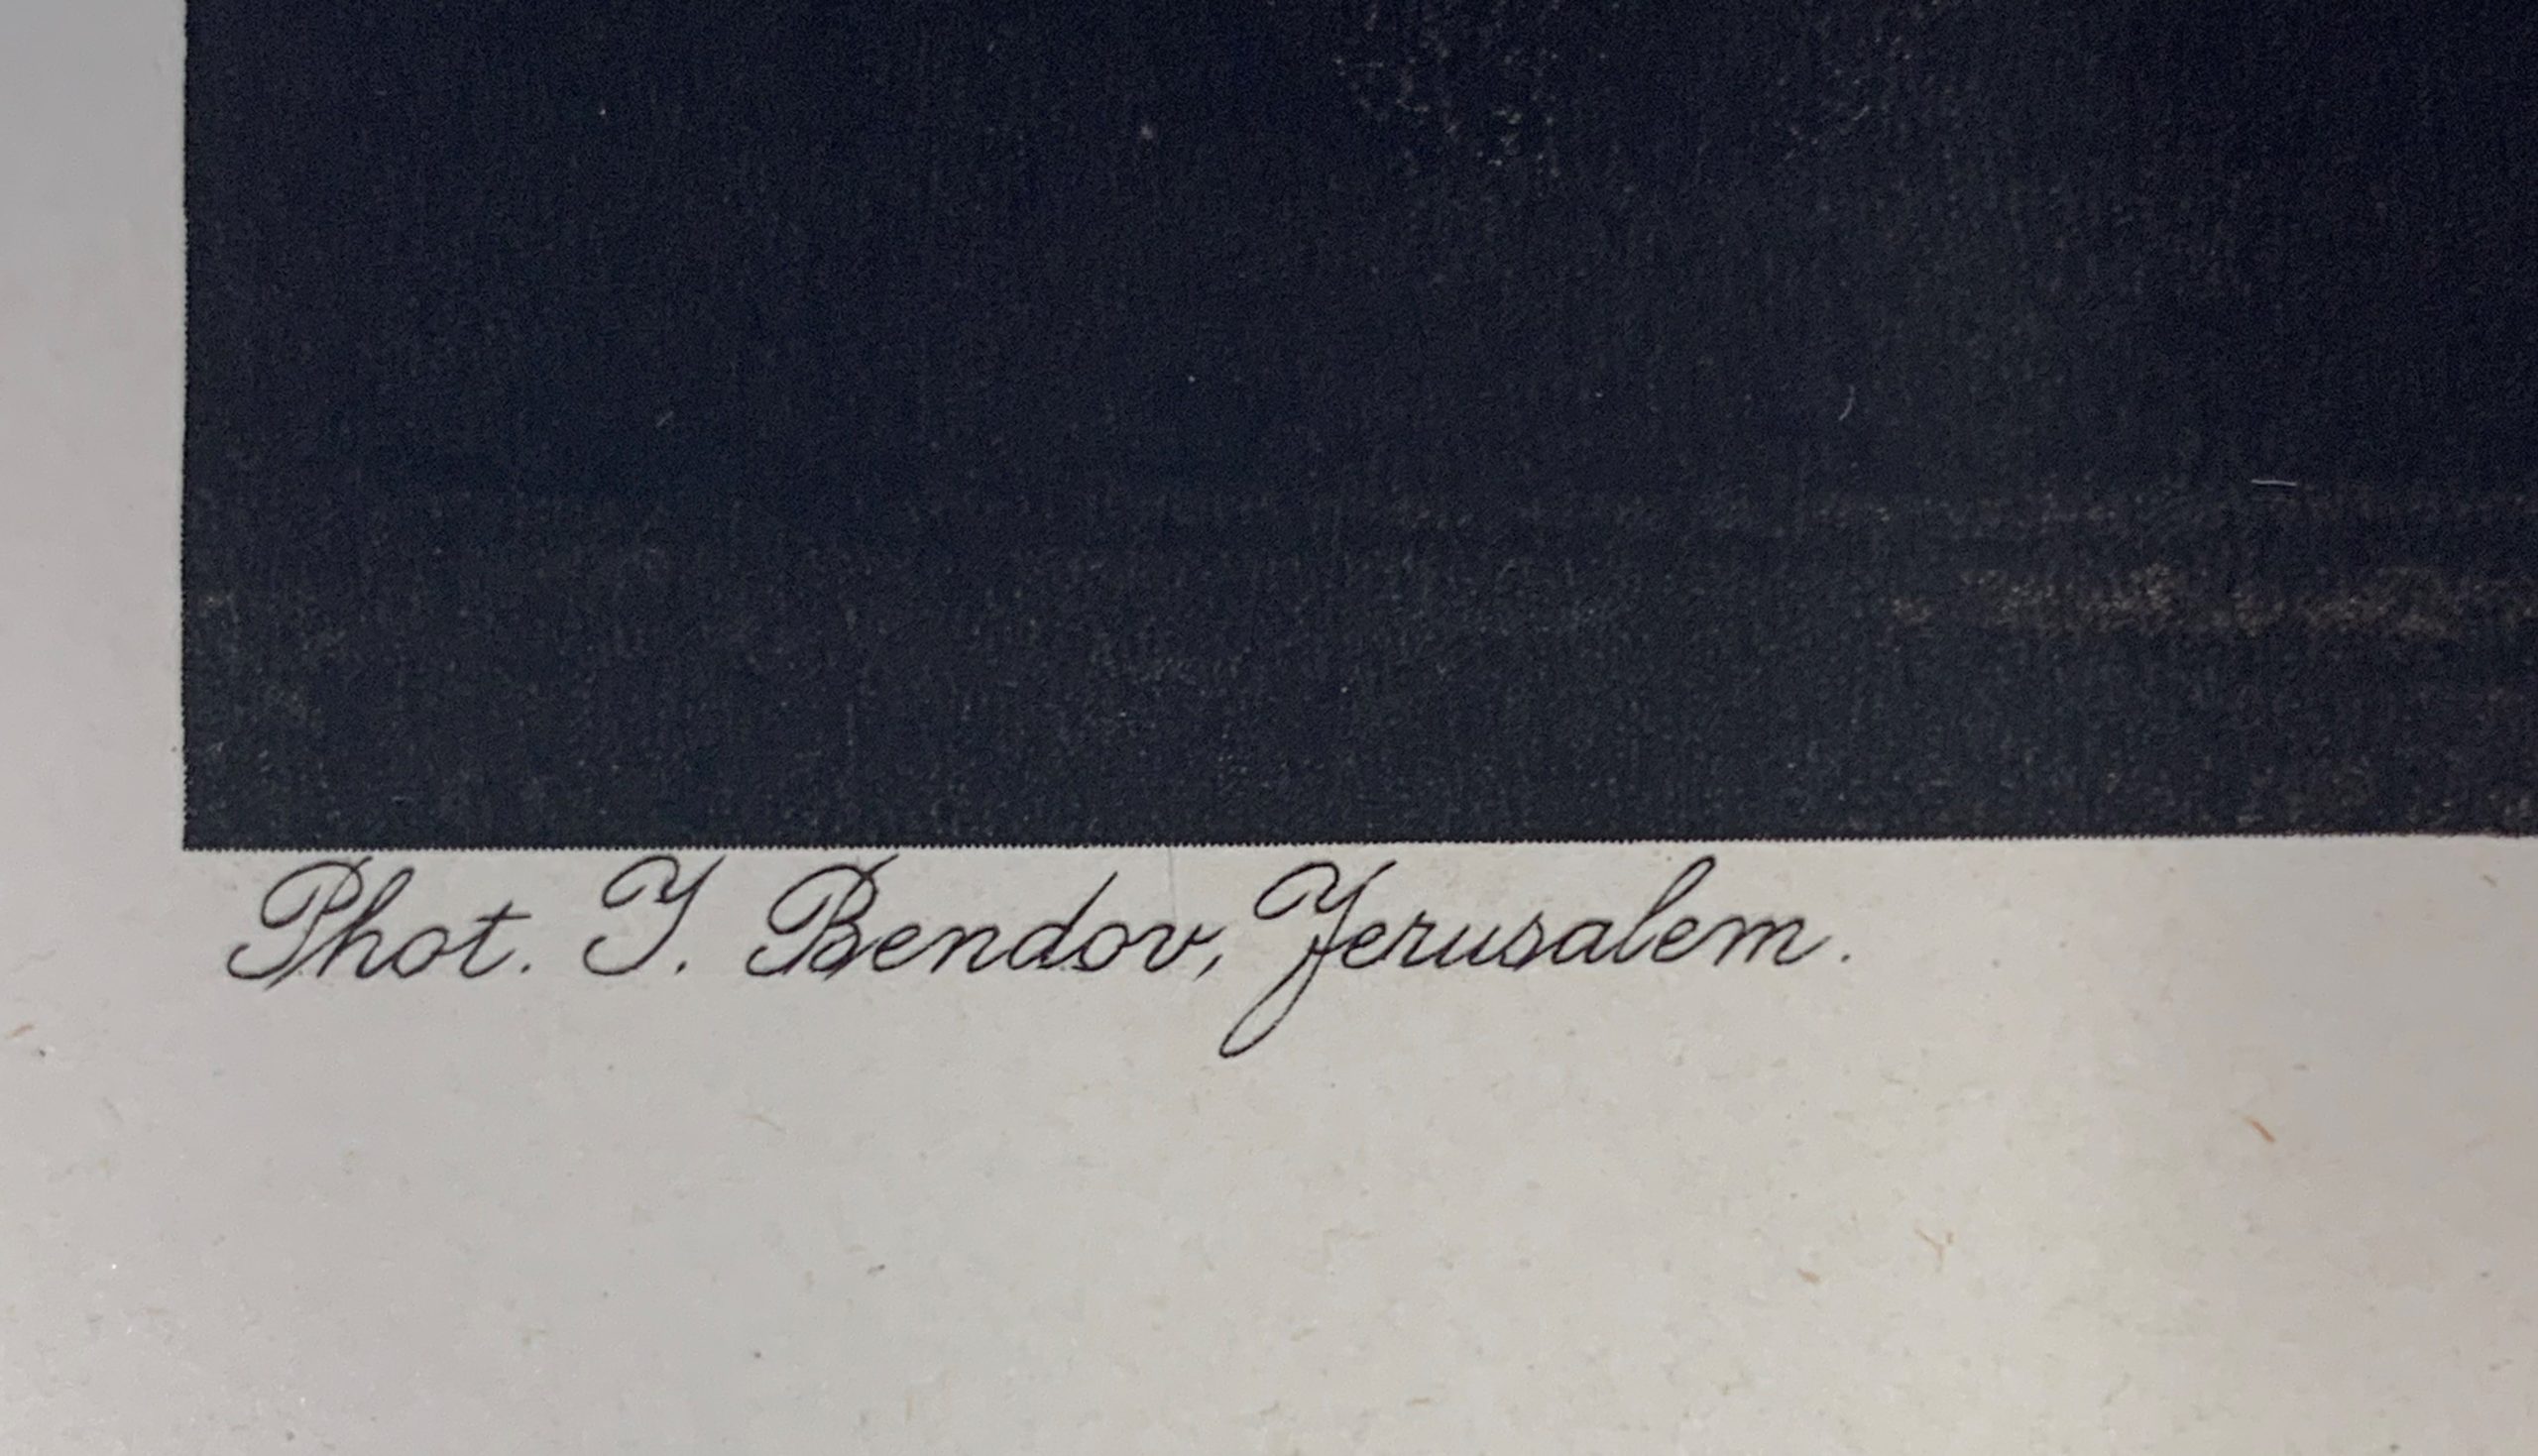 Phot. J. Bendov, Jerusalem.